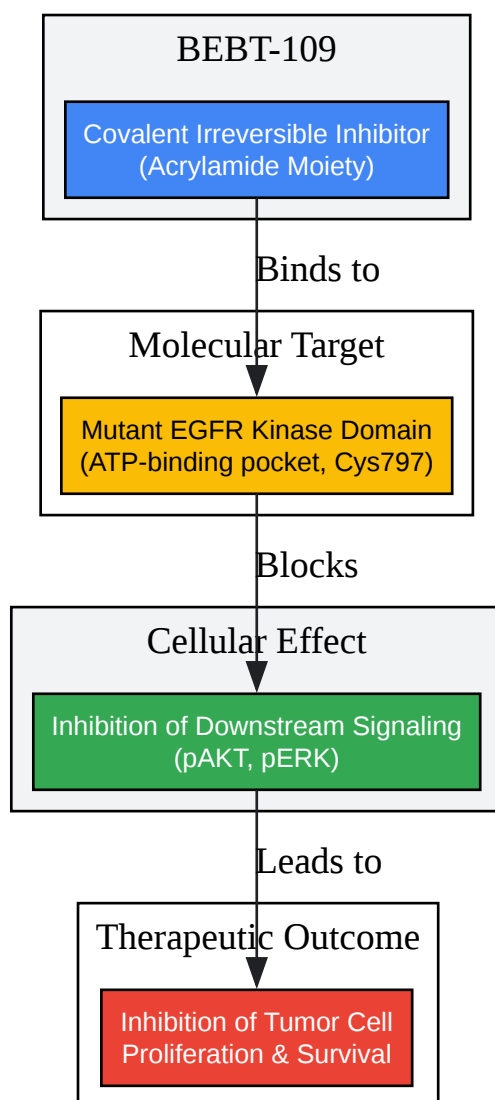 BEBT-109
Covalent Irreversible Inhibitor
(Acrylamide Moiety)
Binds to
Molecular Target
Mutant EGFR Kinase Domain
(ATP-binding pocket, Cys797)
Blocks
Cellular Effect
Inhibition of Downstream Signaling
(pAKT, pERK)
Leads to
Therapeutic Outcome
Inhibition of Tumor Cell
Proliferation & Survival